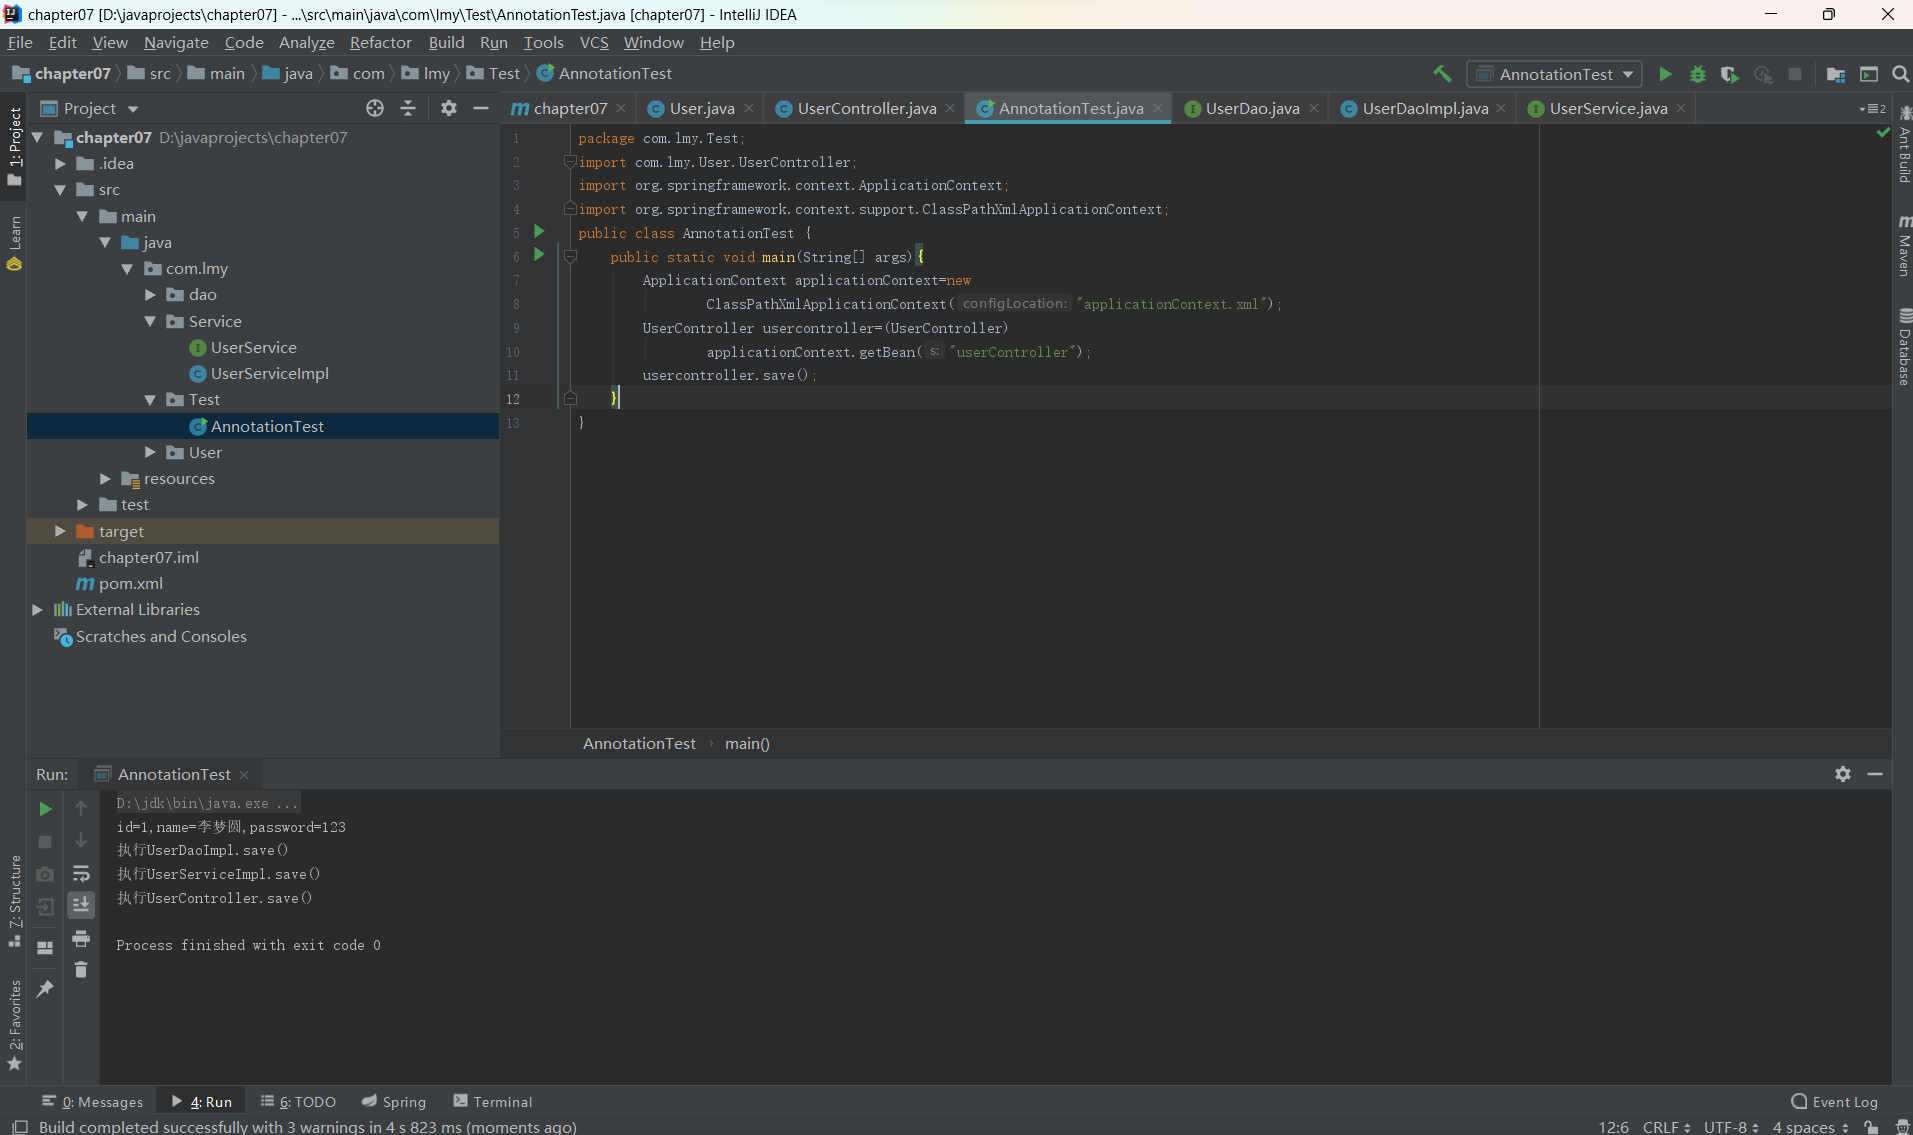 chapter07 [D:\javaprojects\chapter07] - ...\src\main\java\com\lmy\Test\AnnotationTest.java [chapter07] - IntelliJ IDEA
File Edit View Navigate Code Analyze Refactor Build Run Tools VCS Window Help
chapter07 src main java com lmy Test AnnotationTest
AnnotationTest
Project
chapter07 User.java UserController.java AnnotationTest.java UserDao.java UserDaoImpl.java UserService.java
2
1: Project
Learn
Z: Structure
2: Favorites
chapter07 D:\javaprojects\chapter07
.idea
src
main
java
com.lmy
dao
Service
UserService
UserServiceImpl
Test
AnnotationTest
User
resources
test
target
chapter07.iml
pom.xml
External Libraries
Scratches and Consoles
1 package com.lmy.Test;
2 import com.lmy.User.UserController;
3 import org.springframework.context.ApplicationContext;
4 import org.springframework.context.support.ClassPathXmlApplicationContext;
5 public class AnnotationTest {
6 public static void main(String[] args){
7 ApplicationContext applicationContext=new
8 ClassPathXmlApplicationContext( configLocation: "applicationContext.xml");
9 UserController usercontroller=(UserController)
10 applicationContext.getBean( s: "userController");
11 usercontroller.save();
12 }
13 }
Ant Build
Maven
Database
AnnotationTest › main()
Run: AnnotationTest
D:\jdk\bin\java.exe ...
id=1,name=李梦圆,password=123
执行UserDaoImpl.save()
执行UserServiceImpl.save()
执行UserController.save()
Process finished with exit code 0
0: Messages 4: Run 6: TODO Spring Terminal Event Log
Build completed successfully with 3 warnings in 4 s 823 ms (moments ago) 12:6 CRLF UTF-8 4 spaces